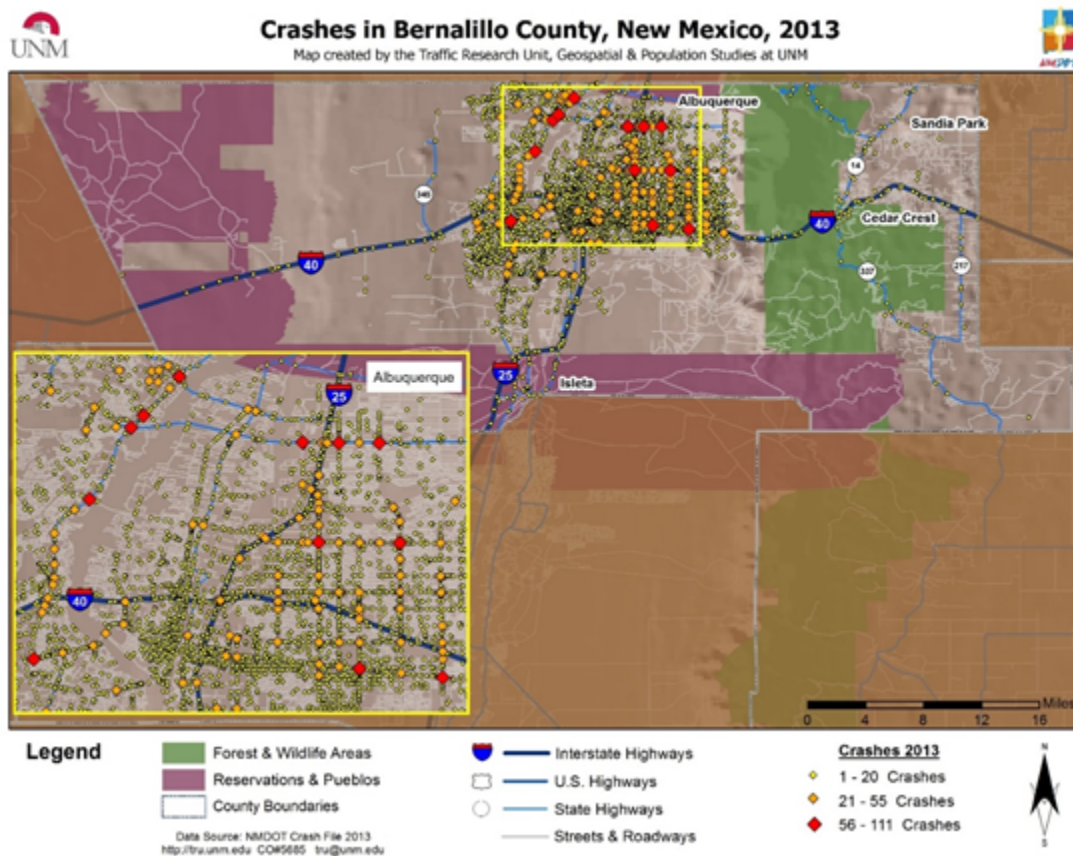 UNM
Crashes in Bernalillo County, New Mexico, 2013
Map created by the Traffic Research Unit, Geospatial & Population Studies at UNM
Albuquerque
Sandia Park
14
346
Cedar Crest
40
40
337
217
25
Isleta
Albuquerque
25
40
Miles
0 4 8 12 16
Legend
Forest & Wildlife Areas
Reservations & Pueblos
County Boundaries
Data Source: NMDOT Crash File 2013
http://tru.unm.edu CO#5685 tru@unm.edu
Interstate Highways
U.S. Highways
State Highways
Streets & Roadways
Crashes 2013
1 - 20 Crashes
21 - 55 Crashes
56 - 111 Crashes
N
S